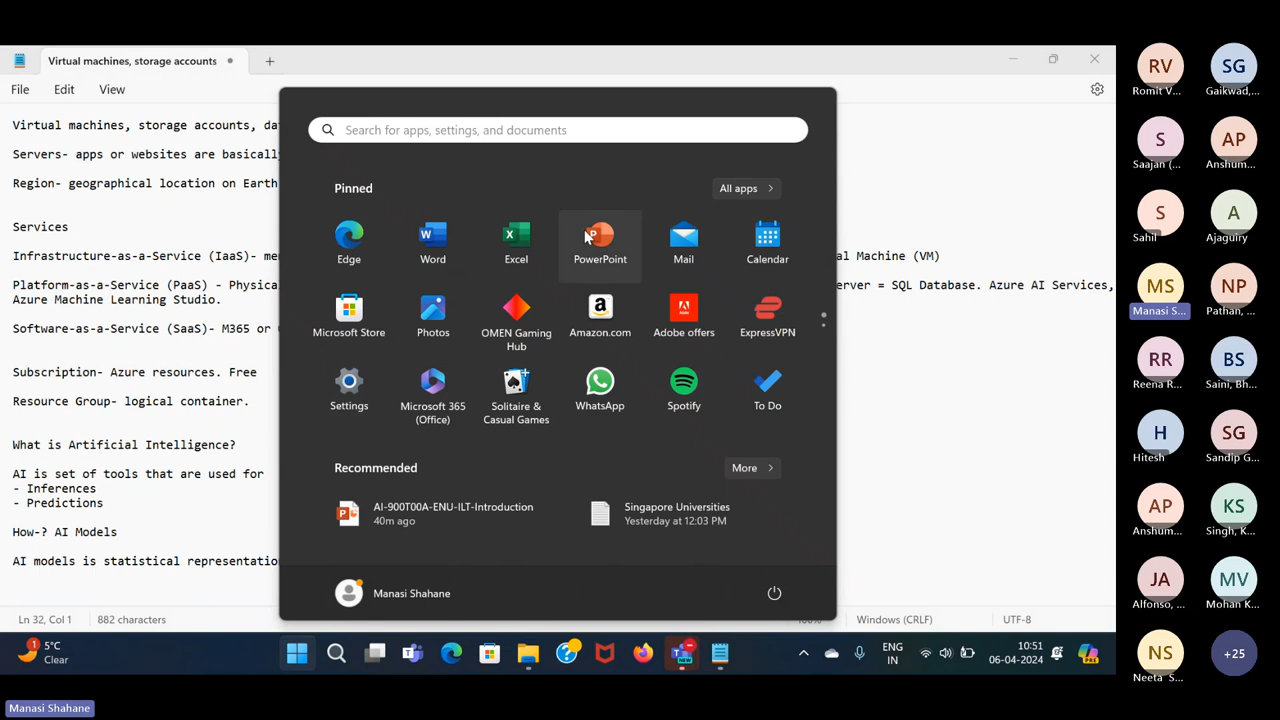 Virtual machines, storage accounts
File
Edit
View
Virtual machines, storage accounts, da
Servers- apps or websites are basically
Region- geographical location on Earth
Services
Infrastructure-as-a-Service (IaaS)- me
al Machine (VM)
Platform-as-a-Service (PaaS) - Physica
erver = SQL Database. Azure AI Services,
Azure Machine Learning Studio.
Software-as-a-Service (SaaS)- M365 or
Subscription- Azure resources. Free
Resource Group- logical container.
What is Artificial Intelligence?
AI is set of tools that are used for
- Inferences
- Predictions
How-? AI Models
AI models is statistical representatio
Ln 32, Col 1
882 characters
100%
Windows (CRLF)
UTF-8
Search for apps, settings, and documents
Pinned
All apps
Edge
Word
Excel
PowerPoint
Mail
Calendar
Microsoft Store
Photos
OMEN Gaming
Hub
Amazon.com
Adobe offers
ExpressVPN
Settings
Microsoft 365
(Office)
Solitaire &
Casual Games
WhatsApp
Spotify
To Do
Recommended
More
AI-900T00A-ENU-ILT-Introduction
40m ago
Singapore Universities
Yesterday at 12:03 PM
Manasi Shahane
1
5°C
Clear
NEW
ENG
IN
10:51
06-04-2024
PRE
RV
Romit V...
SG
Gaikwad,...
S
Saajan (...
AP
Anshum...
S
Sahil
A
Ajaguiry
MS
Manasi S...
NP
Pathan, ...
RR
Reena R...
BS
Saini, Bh...
H
Hitesh
SG
Sandip G...
AP
Anshum...
KS
Singh, K...
JA
Alfonso, ...
MV
Mohan K...
NS
Neeta S...
+25
Manasi Shahane